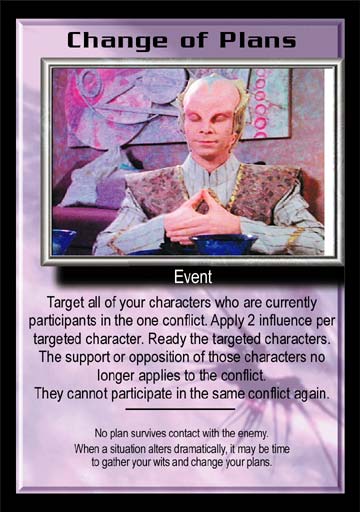 Change of Plans
Event
Target all of your characters who are currently
participants in the one conflict. Apply 2 influence per
targeted character. Ready the targeted characters.
The support or opposition of those characters no
longer applies to the conflict.
They cannot participate in the same conflict again.
No plan survives contact with the enemy.
When a situation alters dramatically, it may be time
to gather your wits and change your plans.